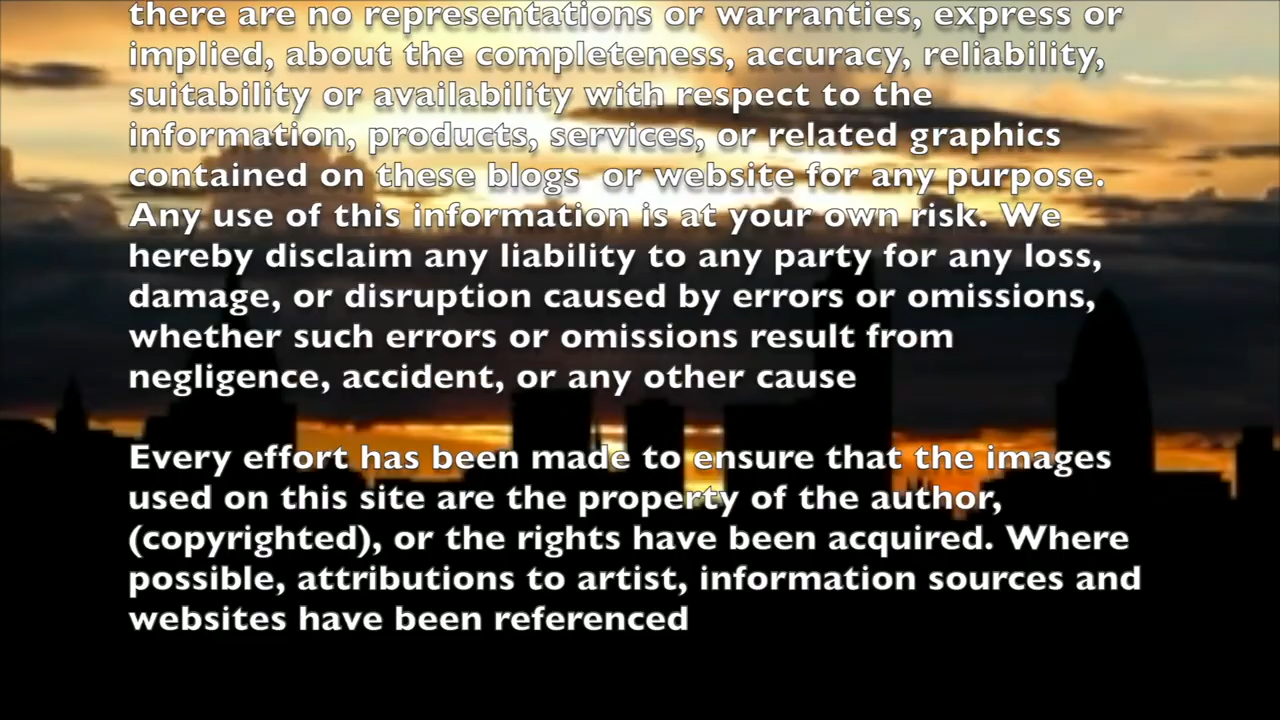 there are no representations or warranties, express or
implied, about the completeness, accuracy, reliability,
suitability or availability with respect to the
information, products, services, or related graphics
contained on these blogs  or website for any purpose.
Any use of this information is at your own risk. We
hereby disclaim any liability to any party for any loss,
damage, or disruption caused by errors or omissions,
whether such errors or omissions result from
negligence, accident, or any other cause
Every effort has been made to ensure that the images
used on this site are the property of the author,
(copyrighted), or the rights have been acquired. Where
possible, attributions to artist, information sources and
websites have been referenced